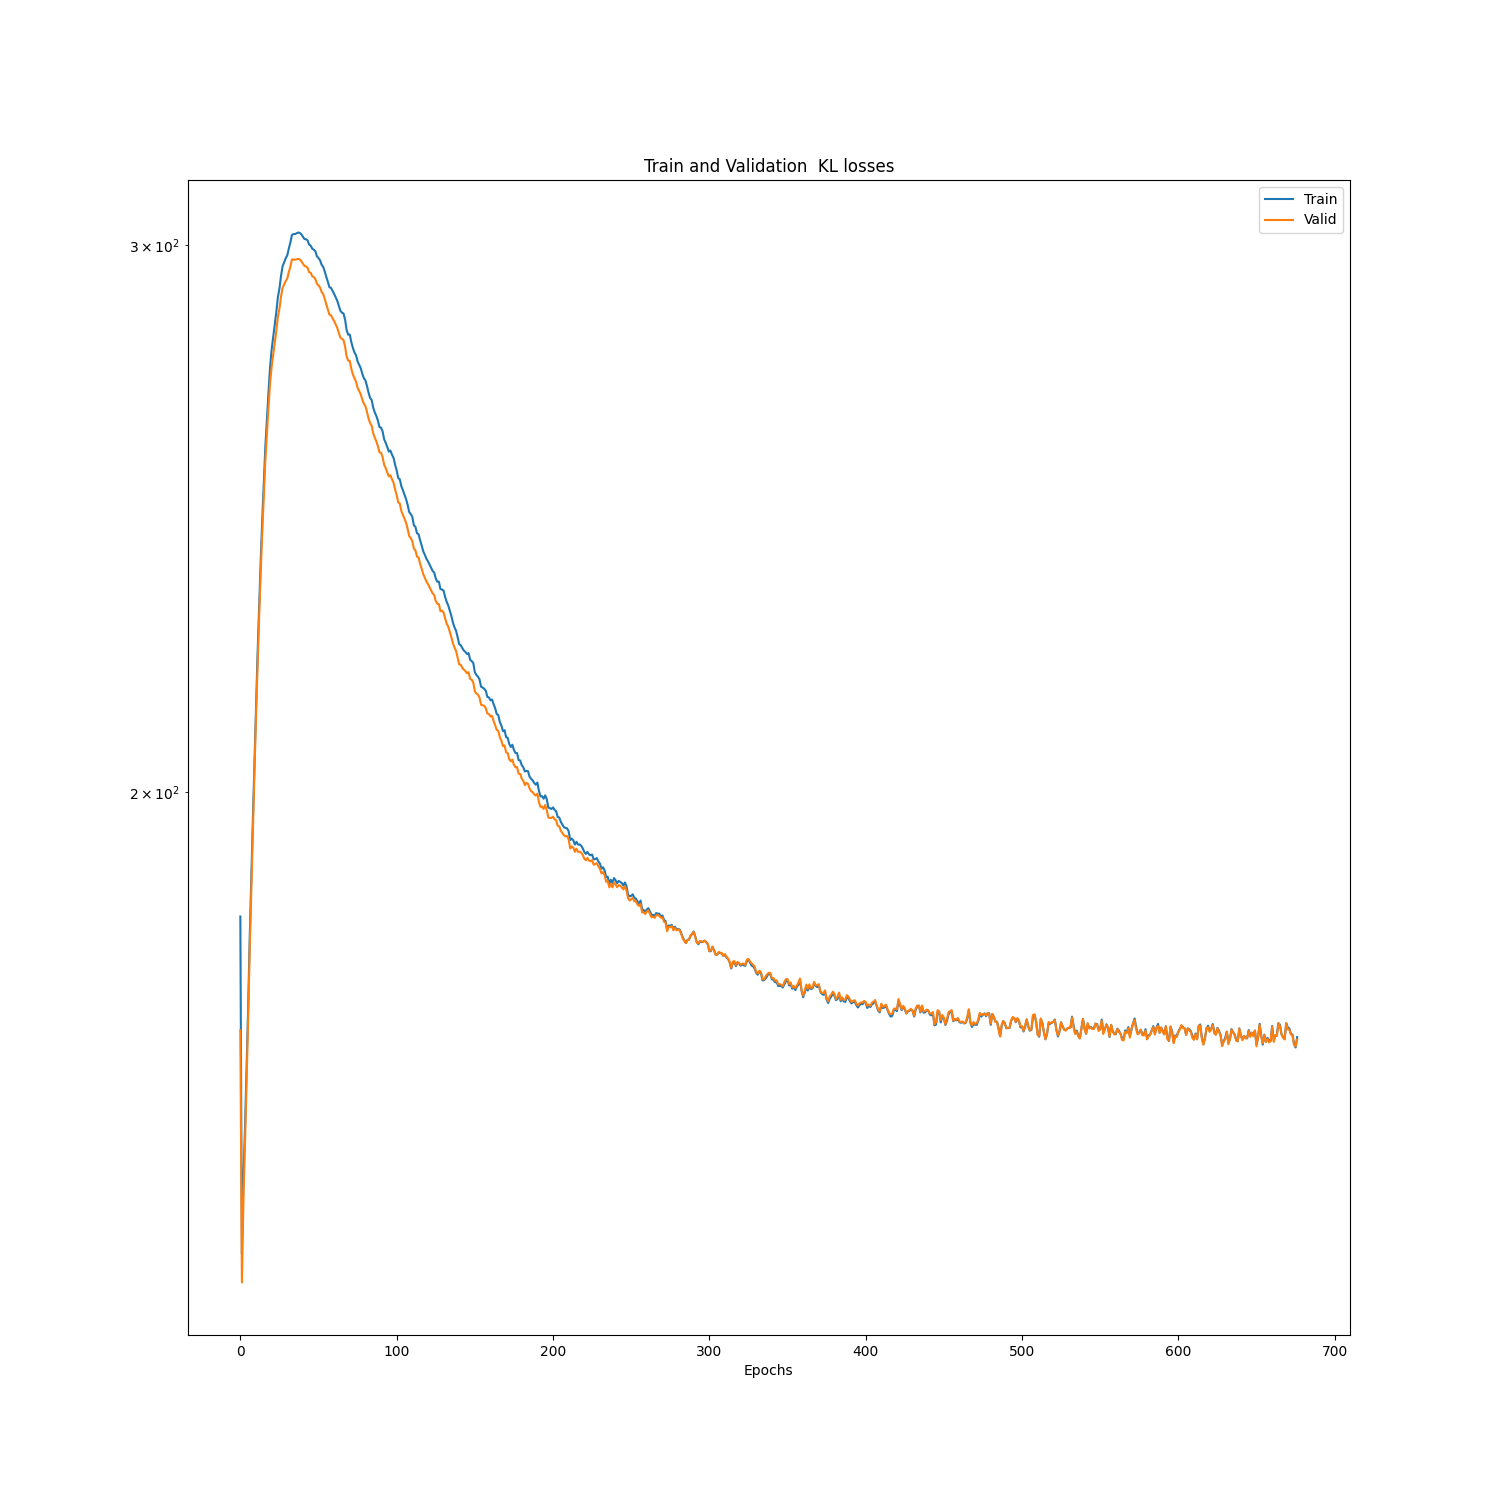 Train and Validation  KL losses
Train
Valid
3 × 10²
2 × 10²
0 100 200 300 400 500 600 700
Epochs